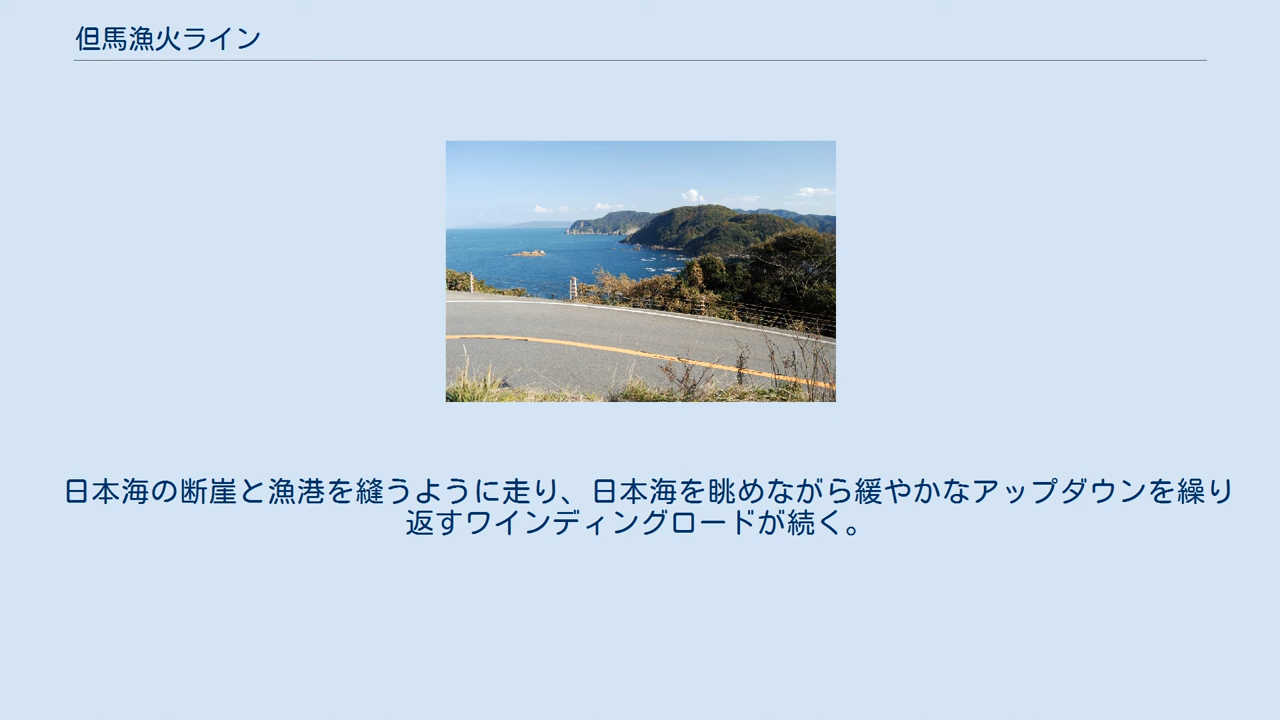 但馬漁火ライン
日本海の断崖と漁港を縫うように走り、日本海を眺めながら緩やかなアップダウンを繰り
返すワインディングロードが続く。